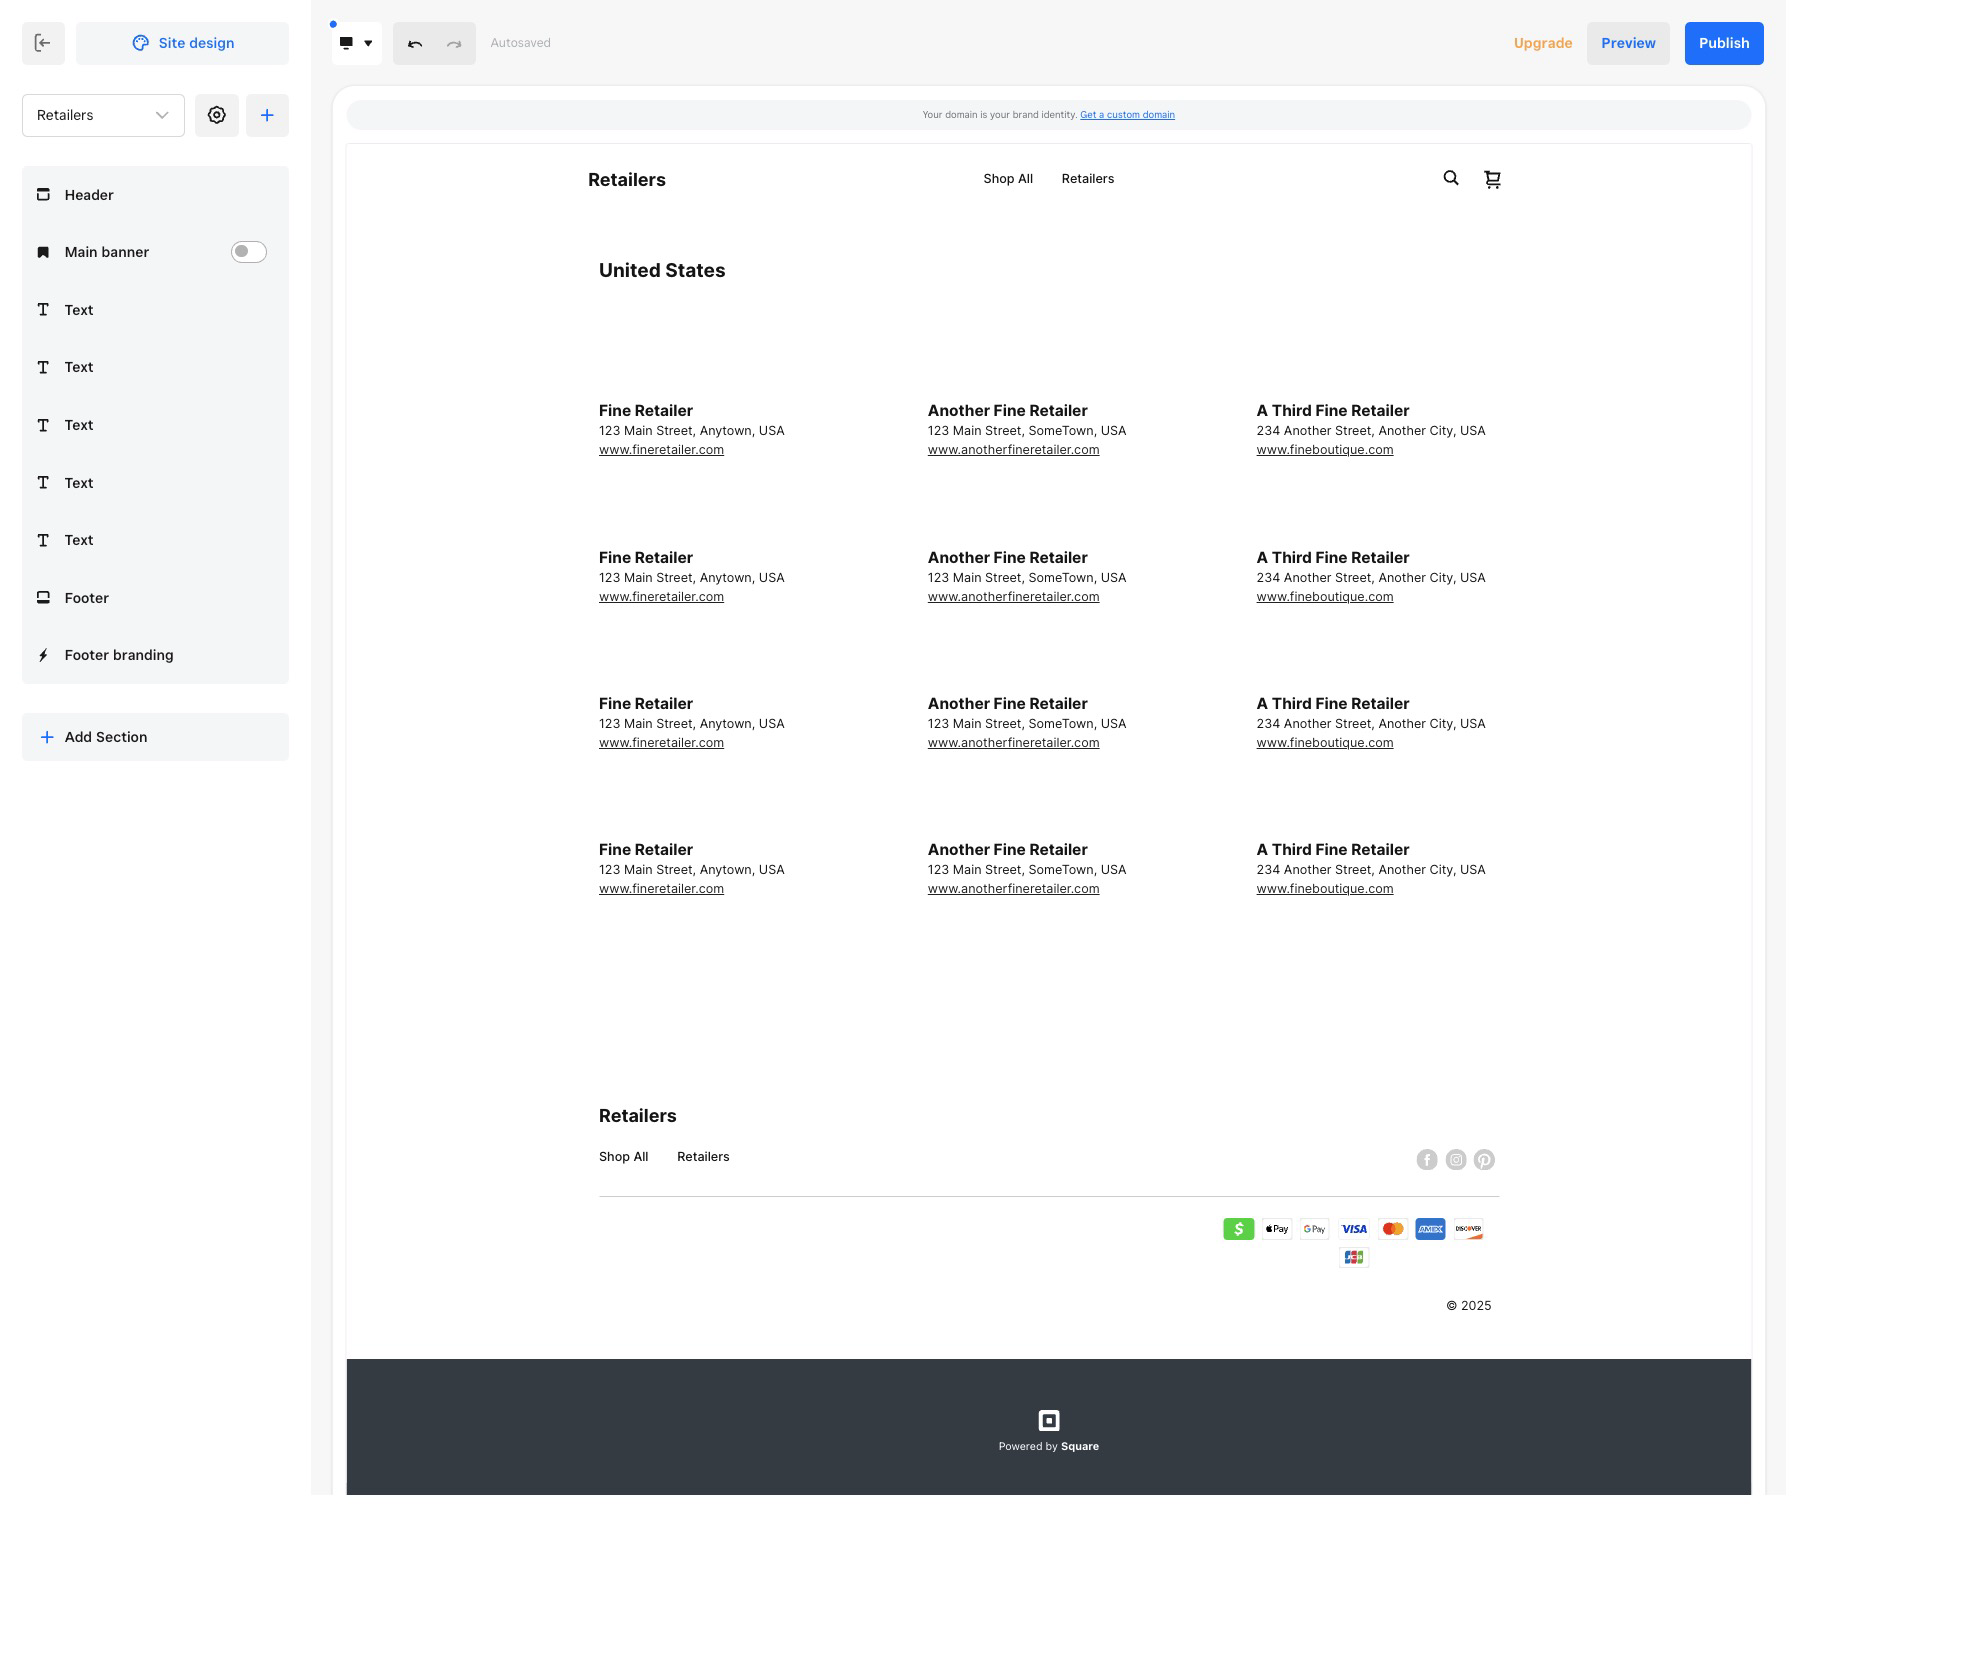 Site design
Autosaved
Upgrade
Preview
Publish
Retailers
Header
Main banner
Text
Text
Text
Text
Text
Footer
Footer branding
Add Section
Your domain is your brand identity. Get a custom domain
Retailers
Shop All
Retailers
United States
Fine Retailer
123 Main Street, Anytown, USA
www.fineretailer.com
Another Fine Retailer
123 Main Street, SomeTown, USA
www.anotherfineretailer.com
A Third Fine Retailer
234 Another Street, Another City, USA
www.fineboutique.com
Fine Retailer
123 Main Street, Anytown, USA
www.fineretailer.com
Another Fine Retailer
123 Main Street, SomeTown, USA
www.anotherfineretailer.com
A Third Fine Retailer
234 Another Street, Another City, USA
www.fineboutique.com
Fine Retailer
123 Main Street, Anytown, USA
www.fineretailer.com
Another Fine Retailer
123 Main Street, SomeTown, USA
www.anotherfineretailer.com
A Third Fine Retailer
234 Another Street, Another City, USA
www.fineboutique.com
Fine Retailer
123 Main Street, Anytown, USA
www.fineretailer.com
Another Fine Retailer
123 Main Street, SomeTown, USA
www.anotherfineretailer.com
A Third Fine Retailer
234 Another Street, Another City, USA
www.fineboutique.com
Retailers
Shop All
Retailers
$ Pay G Pay VISA AMEX DISCOVER
JCB
© 2025
Powered by Square